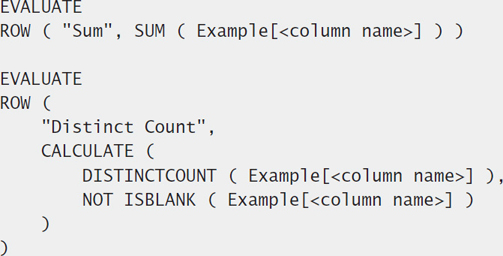 EVALUATE
ROW ( "Sum", SUM ( Example[<column name>] ) )
EVALUATE
ROW (
"Distinct Count",
CALCULATE (
DISTINCTCOUNT ( Example[<column name>] ),
NOT ISBLANK ( Example[<column name>] )
)
)